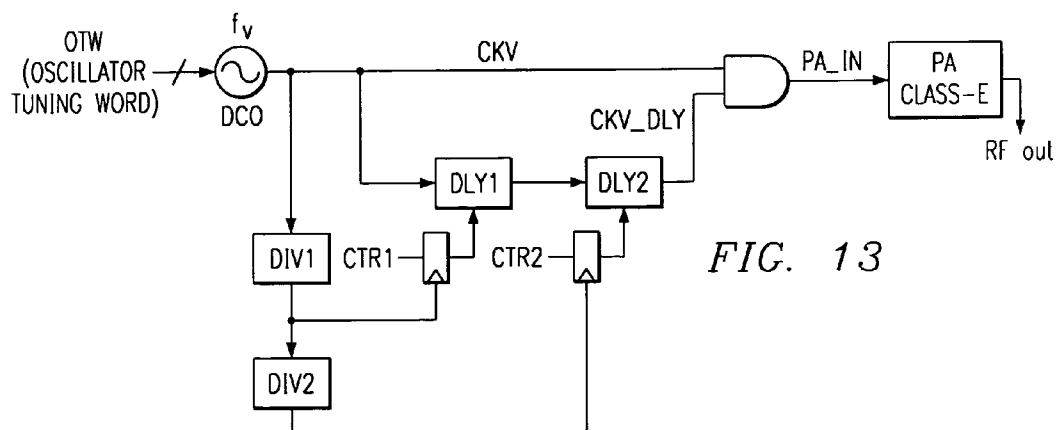 OTW
(OSCILLATOR
TUNING WORD)
fv
DCO
CKV
PA_IN
PA
CLASS-E
RF out
CKV_DLY
DLY1
DLY2
DIV1
CTR1
CTR2
FIG. 13
DIV2